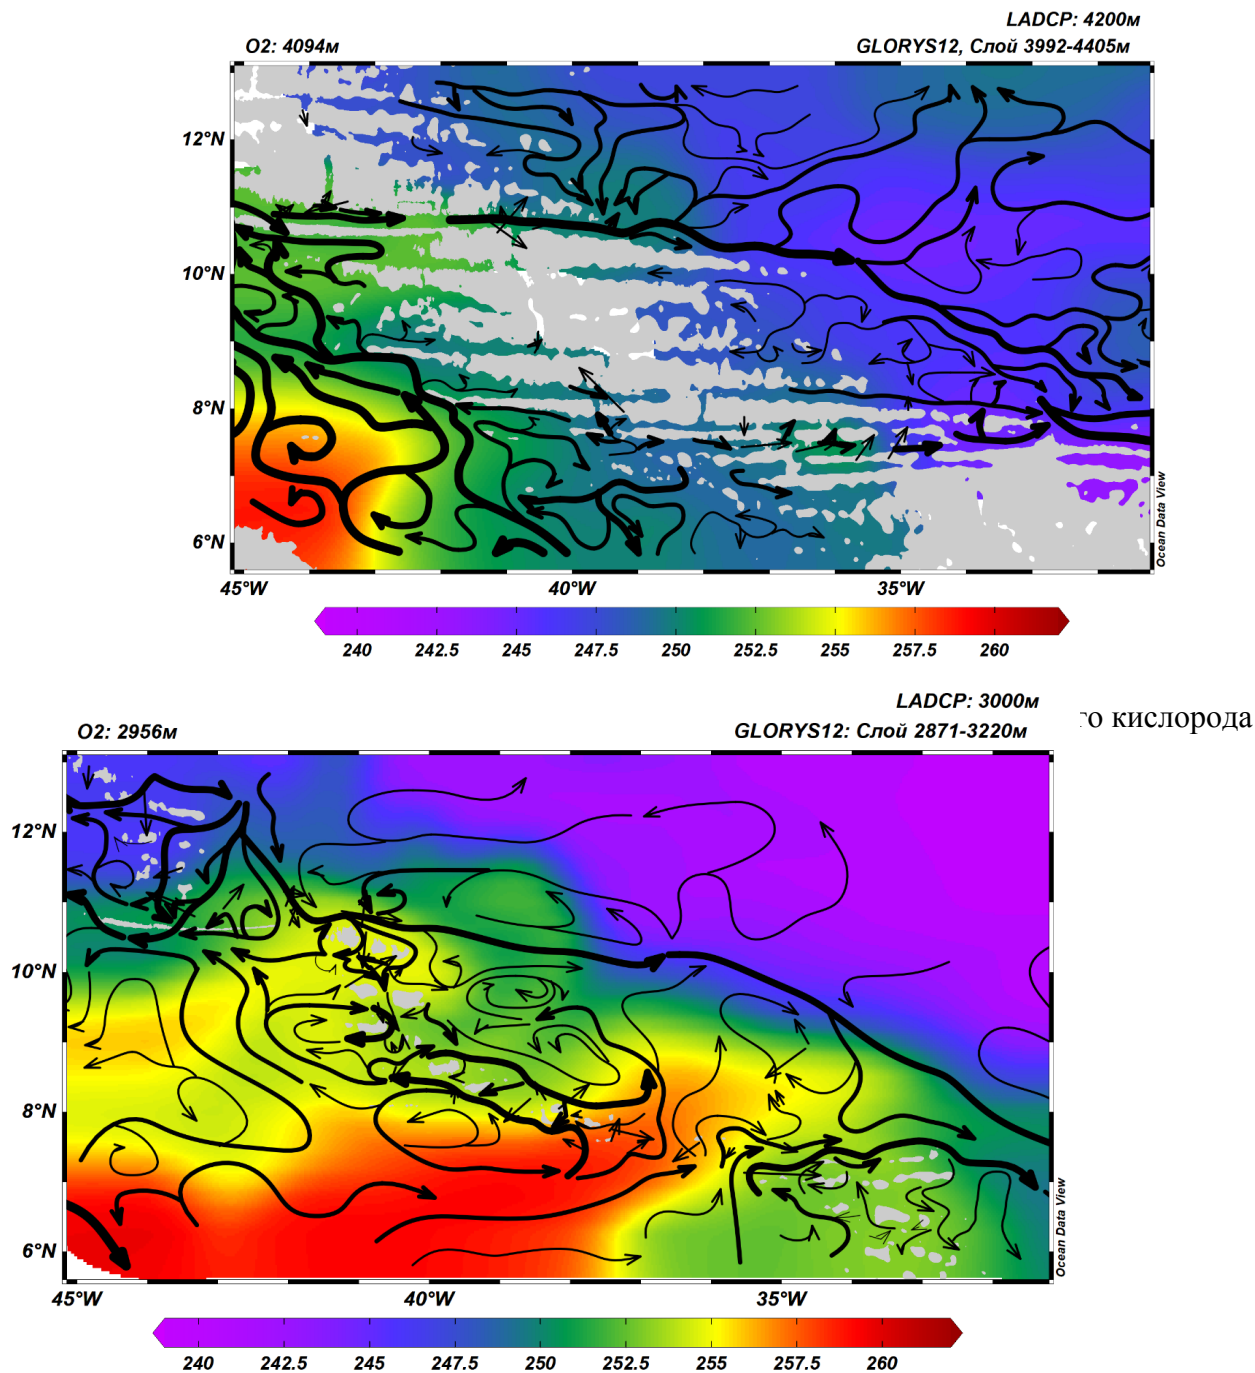 LADCP: 4200м
O2: 4094м
GLORYS12, Слой 3992-4405м
12°N
10°N
8°N
6°N
Ocean Data View
45°W 40°W 35°W
240 242.5 245 247.5 250 252.5 255 257.5 260
LADCP: 3000м
го кислорода
O2: 2956м
GLORYS12: Слой 2871-3220м
12°N
10°N
8°N
6°N
Ocean Data View
45°W 40°W 35°W
240 242.5 245 247.5 250 252.5 255 257.5 260